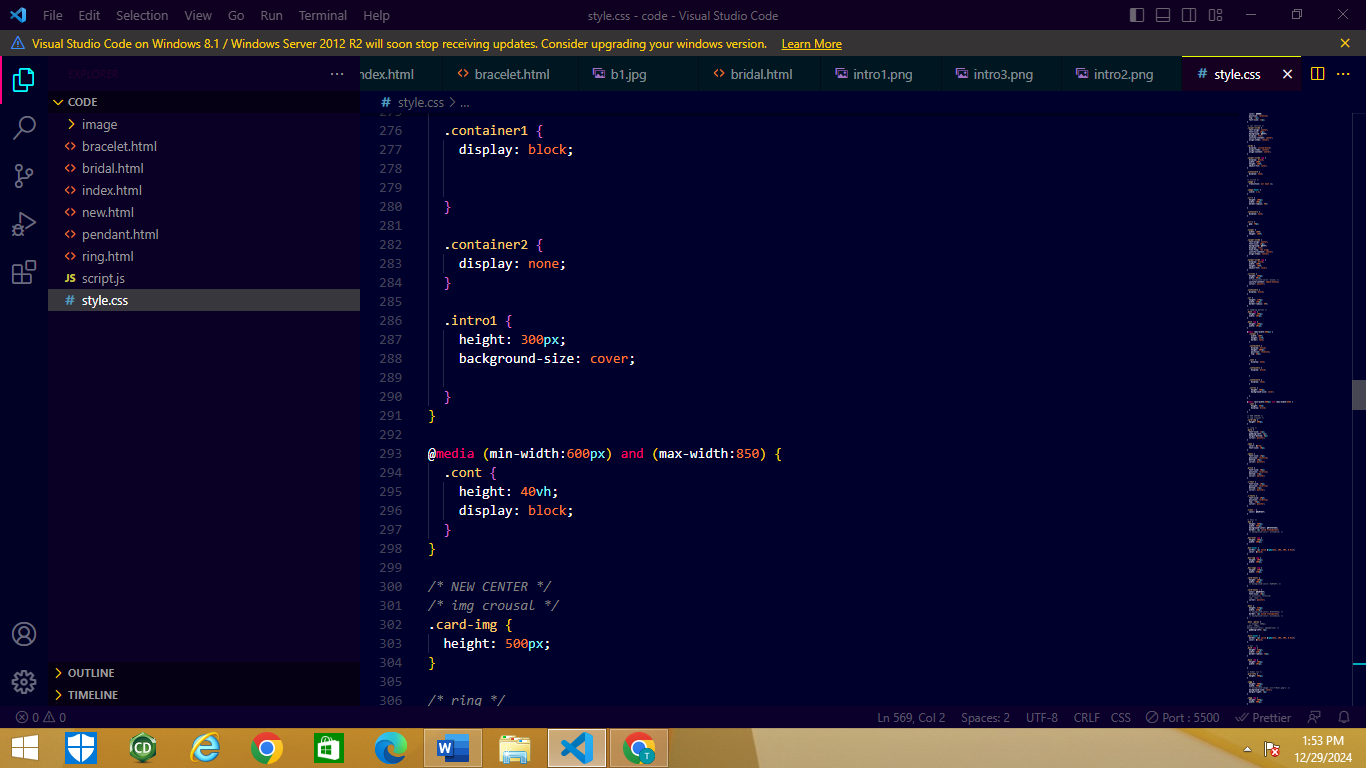 File Edit Selection View Go Run Terminal Help
style.css - code - Visual Studio Code
Visual Studio Code on Windows 8.1 / Windows Server 2012 R2 will soon stop receiving updates. Consider upgrading your windows version. Learn More
EXPLORER
ndex.html bracelet.html b1.jpg bridal.html intro1.png intro3.png intro2.png # style.css
CODE
image
bracelet.html
bridal.html
index.html
new.html
pendant.html
ring.html
JS script.js
# style.css
OUTLINE
TIMELINE
# style.css > ...
276 .container1 {
277 display: block;
278
279
280 }
281
282 .container2 {
283 display: none;
284 }
285
286 .intro1 {
287 height: 300px;
288 background-size: cover;
289
290 }
291 }
292
293 @media (min-width:600px) and (max-width:850) {
294 .cont {
295 height: 40vh;
296 display: block;
297 }
298 }
299
300 /* NEW CENTER */
301 /* img crousal */
302 .card-img {
303 height: 500px;
304 }
305
306 /* ring */
0 0 Ln 569, Col 2 Spaces: 2 UTF-8 CRLF CSS Port : 5500 Prettier
CD
W
T
1:53 PM
12/29/2024